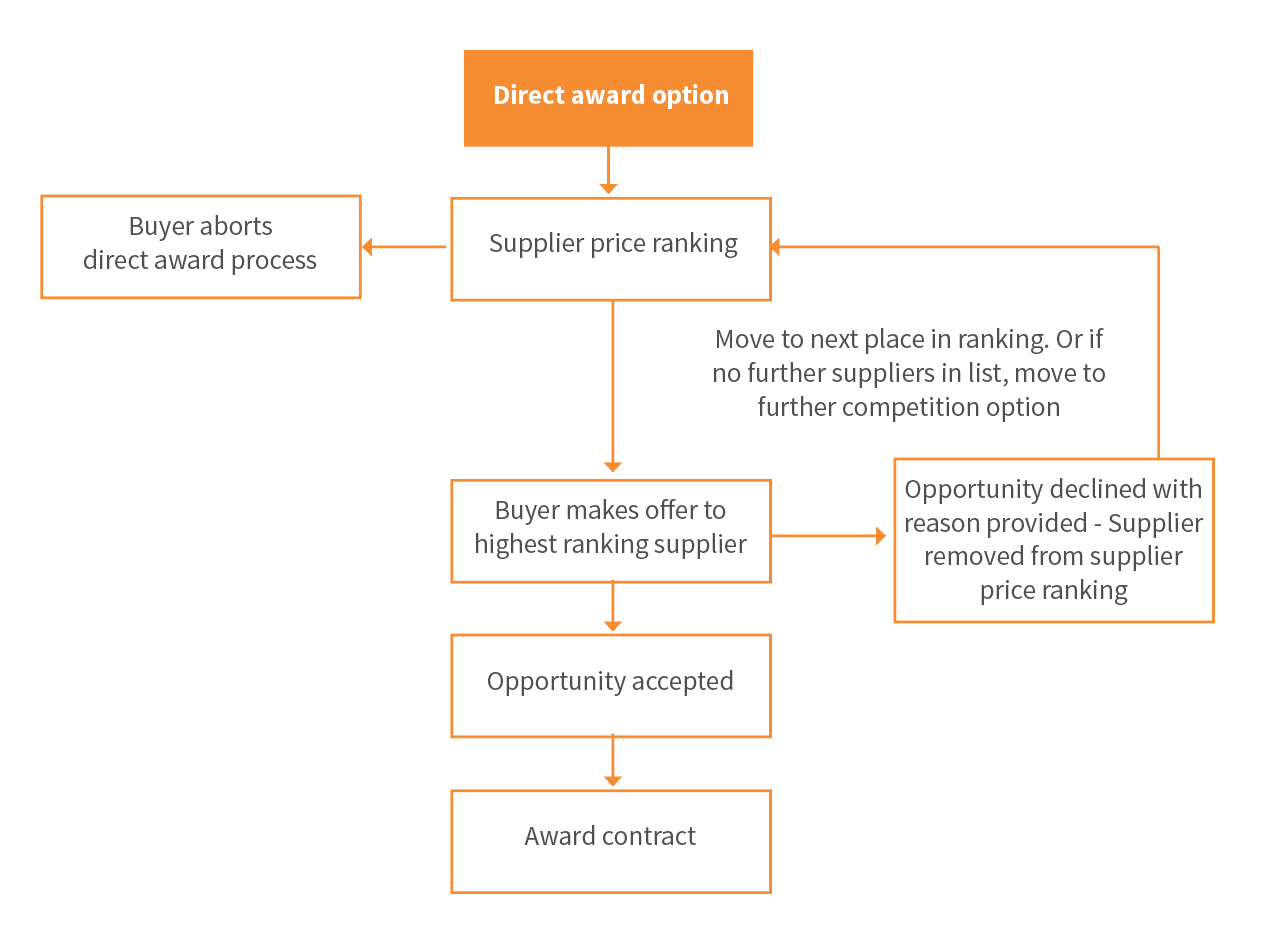 Direct award option
Buyer aborts
direct award process
Supplier price ranking
Move to next place in ranking. Or if
no further suppliers in list, move to
further competition option
Buyer makes offer to
highest ranking supplier
Opportunity declined with
reason provided - Supplier
removed from supplier
price ranking
Opportunity accepted
Award contract